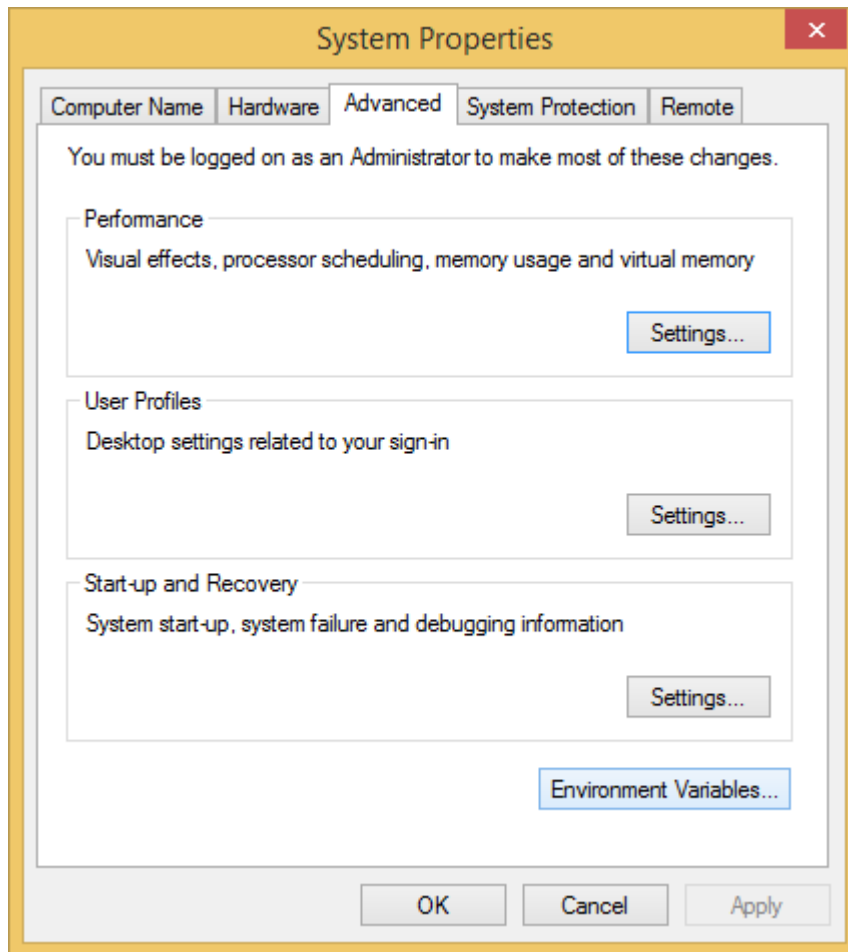 System Properties
Computer Name Hardware Advanced System Protection Remote
You must be logged on as an Administrator to make most of these changes.
Performance
Visual effects, processor scheduling, memory usage and virtual memory
Settings...
User Profiles
Desktop settings related to your sign-in
Settings...
Start-up and Recovery
System start-up, system failure and debugging information
Settings...
Environment Variables...
OK Cancel Apply